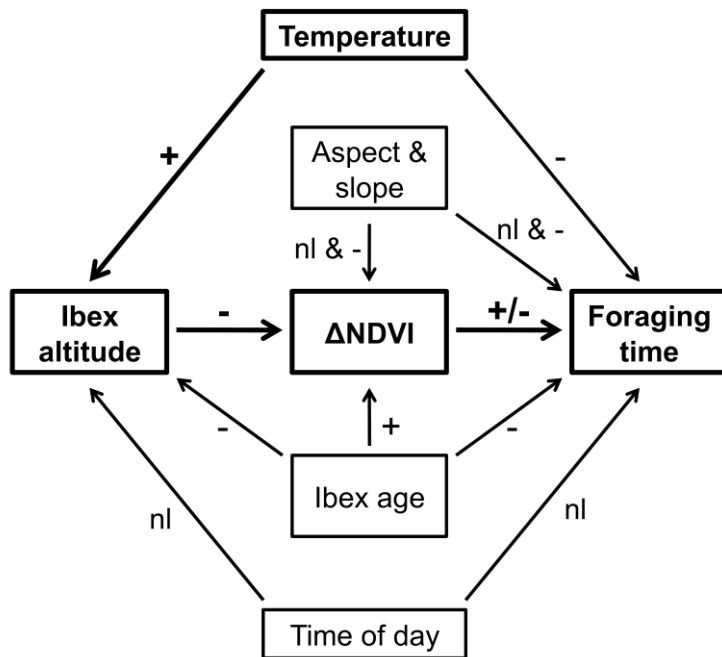 Temperature
+
-
Aspect &
slope
nl & -
nl & -
Ibex
altitude
-
ΔNDVI
+/-
Foraging
time
-
+
-
Ibex age
nl
nl
Time of day